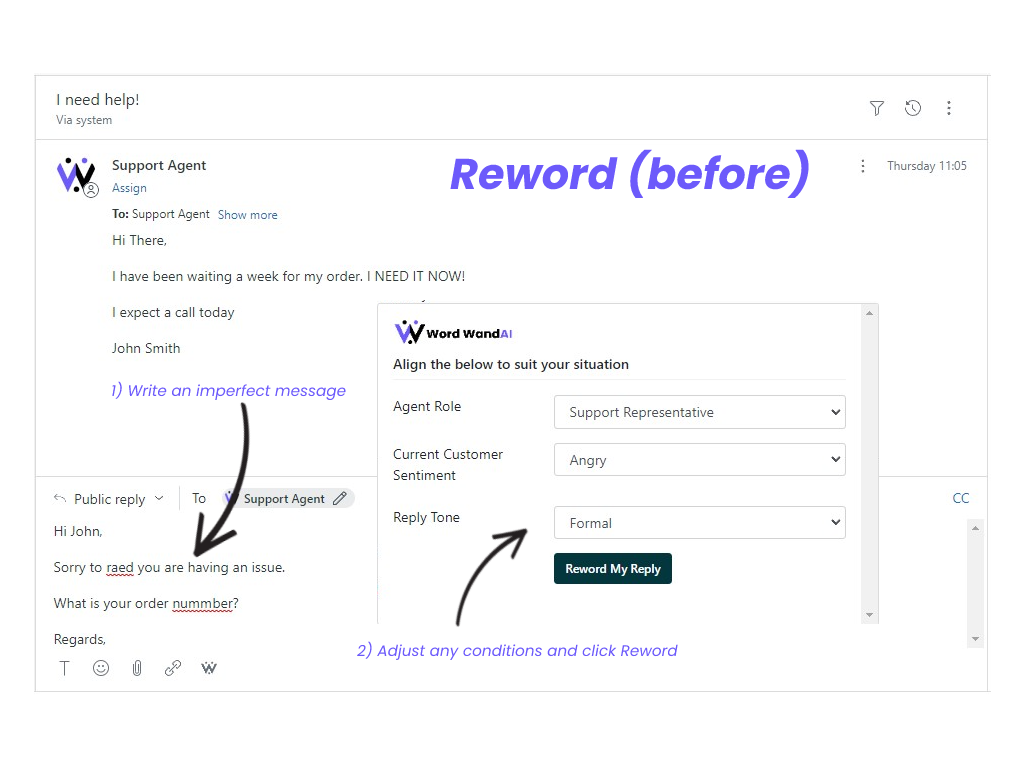 I need help!
Via system
Reword (before)
Support Agent
Thursday 11:05
Assign
To: Support Agent Show more
Hi There,
I have been waiting a week for my order. I NEED IT NOW!
I expect a call today
John Smith
1) Write an imperfect message
Word WandAI
Align the below to suit your situation
Agent Role
Support Representative
Current Customer
Sentiment
Angry
Reply Tone
Formal
Reword My Reply
2) Adjust any conditions and click Reword
Public reply To Support Agent
CC
Hi John,
Sorry to raed you are having an issue.
What is your order nummber?
Regards,